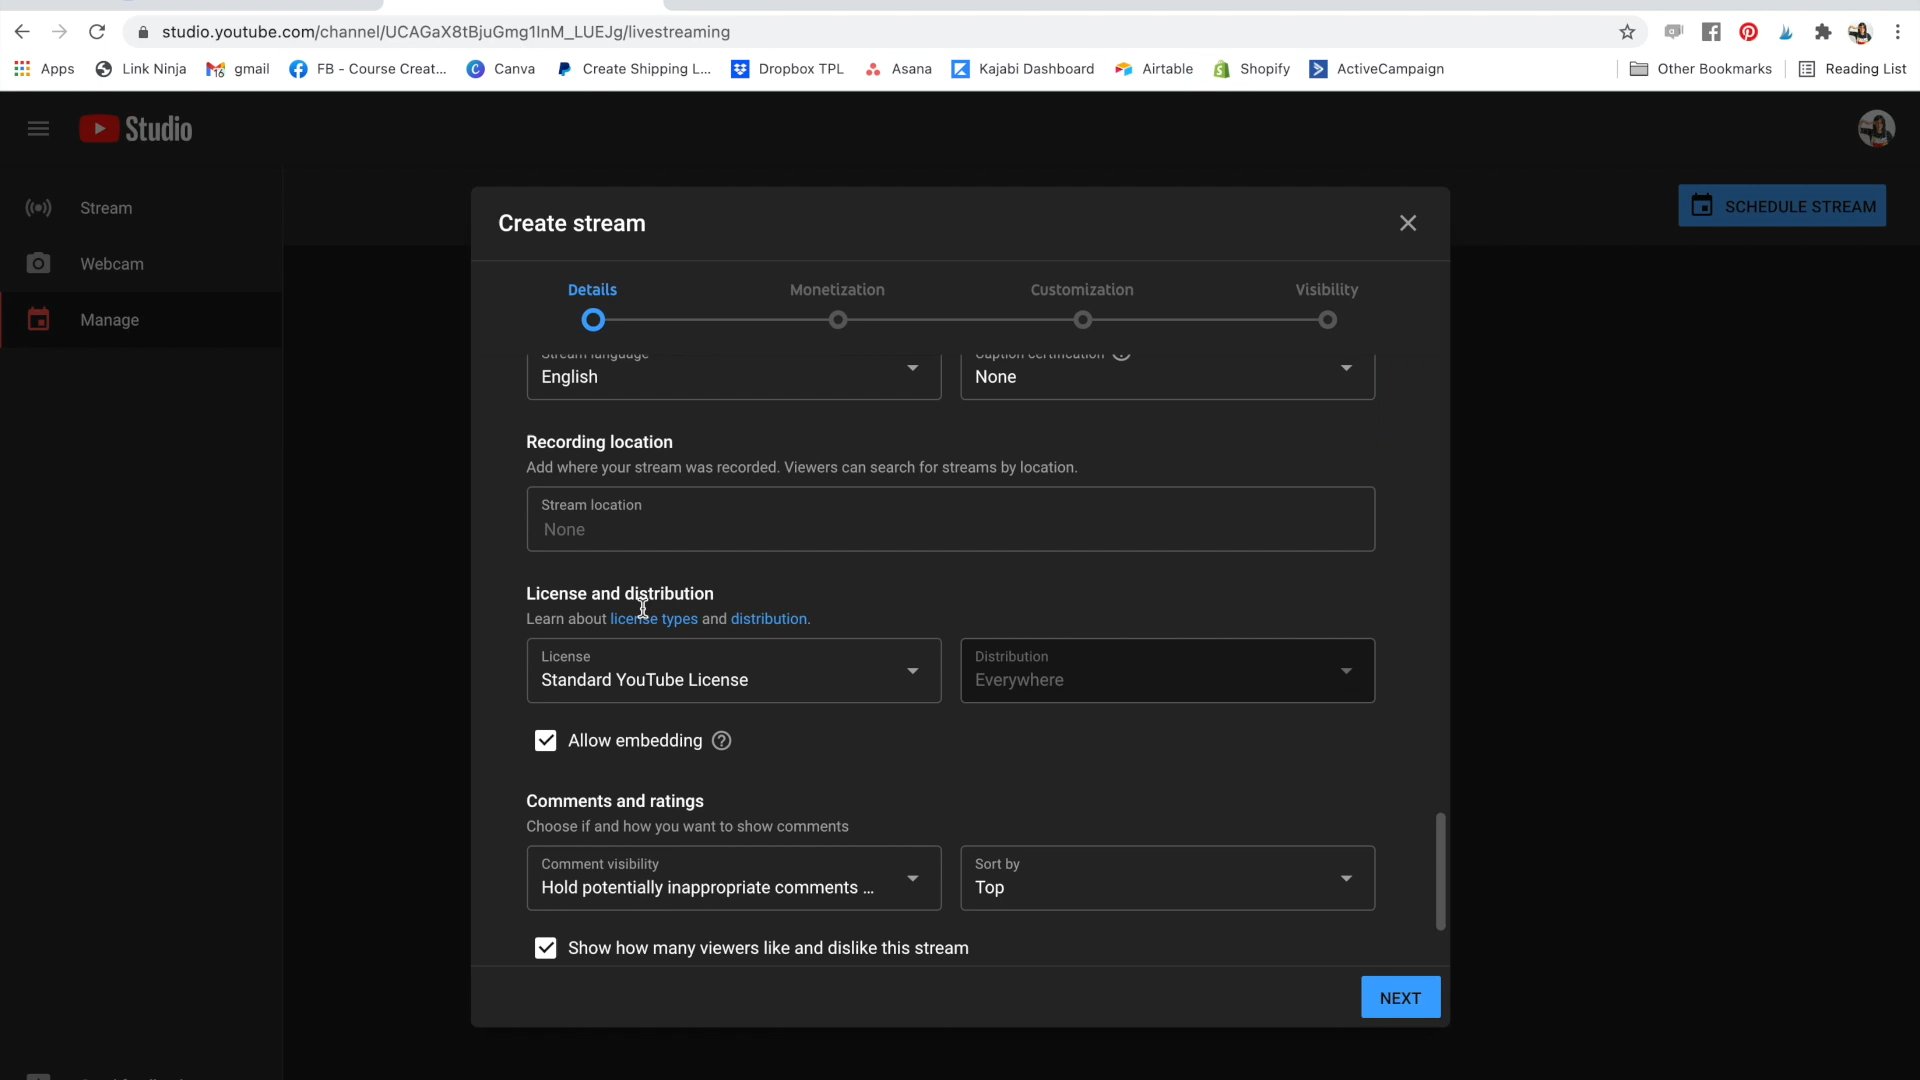 studio.youtube.com/channel/UCAGaX8tBjuGmg1InM_LUEJg/livestreaming
Apps Link Ninja gmail FB - Course Creat... Canva Create Shipping L... Dropbox TPL Asana Kajabi Dashboard Airtable Shopify ActiveCampaign Other Bookmarks Reading List
Studio
SCHEDULE STREAM
Stream
Webcam
Manage
Create stream
Details Monetization Customization Visibility
Stream language Caption certification
English None
Recording location
Add where your stream was recorded. Viewers can search for streams by location.
Stream location
None
License and distribution
Learn about license types and distribution.
License Distribution
Standard YouTube License Everywhere
Allow embedding
Comments and ratings
Choose if and how you want to show comments
Comment visibility Sort by
Hold potentially inappropriate comments ... Top
Show how many viewers like and dislike this stream
NEXT